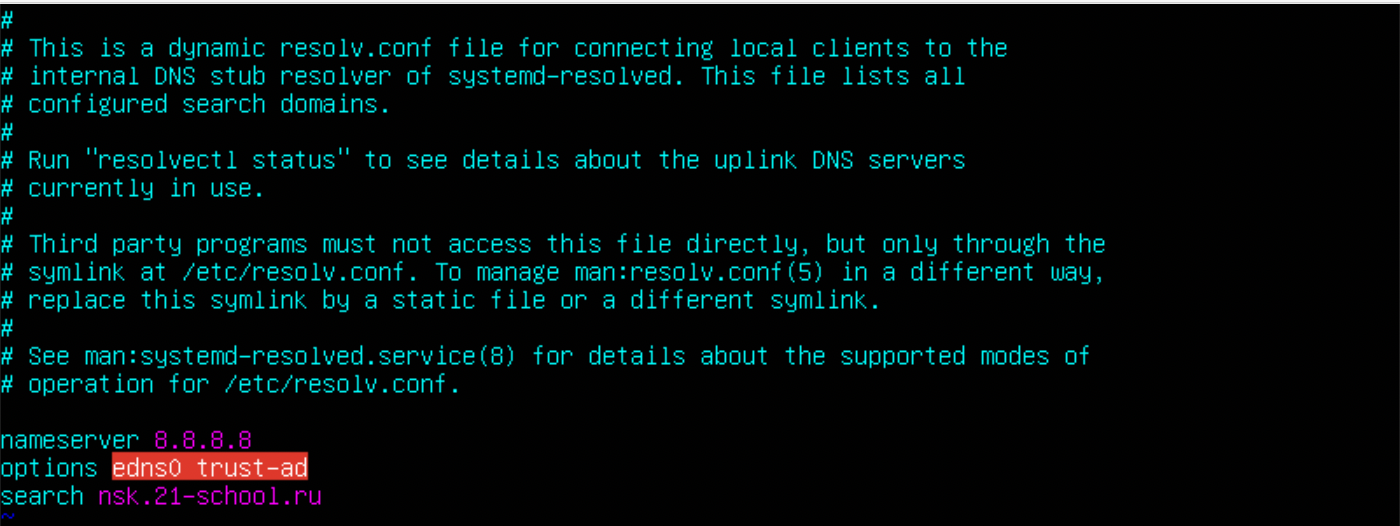 #
# This is a dynamic resolv.conf file for connecting local clients to the
# internal DNS stub resolver of systemd-resolved. This file lists all
# configured search domains.
#
# Run "resolvectl status" to see details about the uplink DNS servers
# currently in use.
#
# Third party programs must not access this file directly, but only through the
# symlink at /etc/resolv.conf. To manage man:resolv.conf(5) in a different way,
# replace this symlink by a static file or a different symlink.
#
# See man:systemd-resolved.service(8) for details about the supported modes of
# operation for /etc/resolv.conf.

nameserver 8.8.8.8
options edns0 trust-ad
search nsk.21-school.ru
~